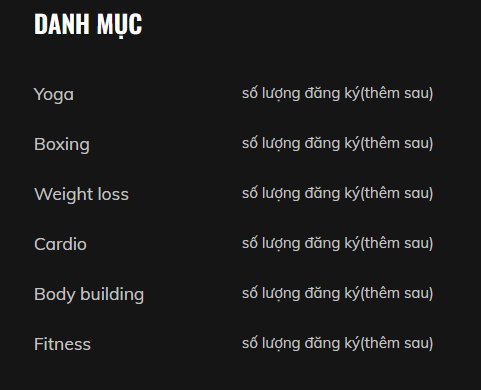 DANH MỤC
Yoga số lượng đăng ký(thêm sau)
Boxing số lượng đăng ký(thêm sau)
Weight loss số lượng đăng ký(thêm sau)
Cardio số lượng đăng ký(thêm sau)
Body building số lượng đăng ký(thêm sau)
Fitness số lượng đăng ký(thêm sau)